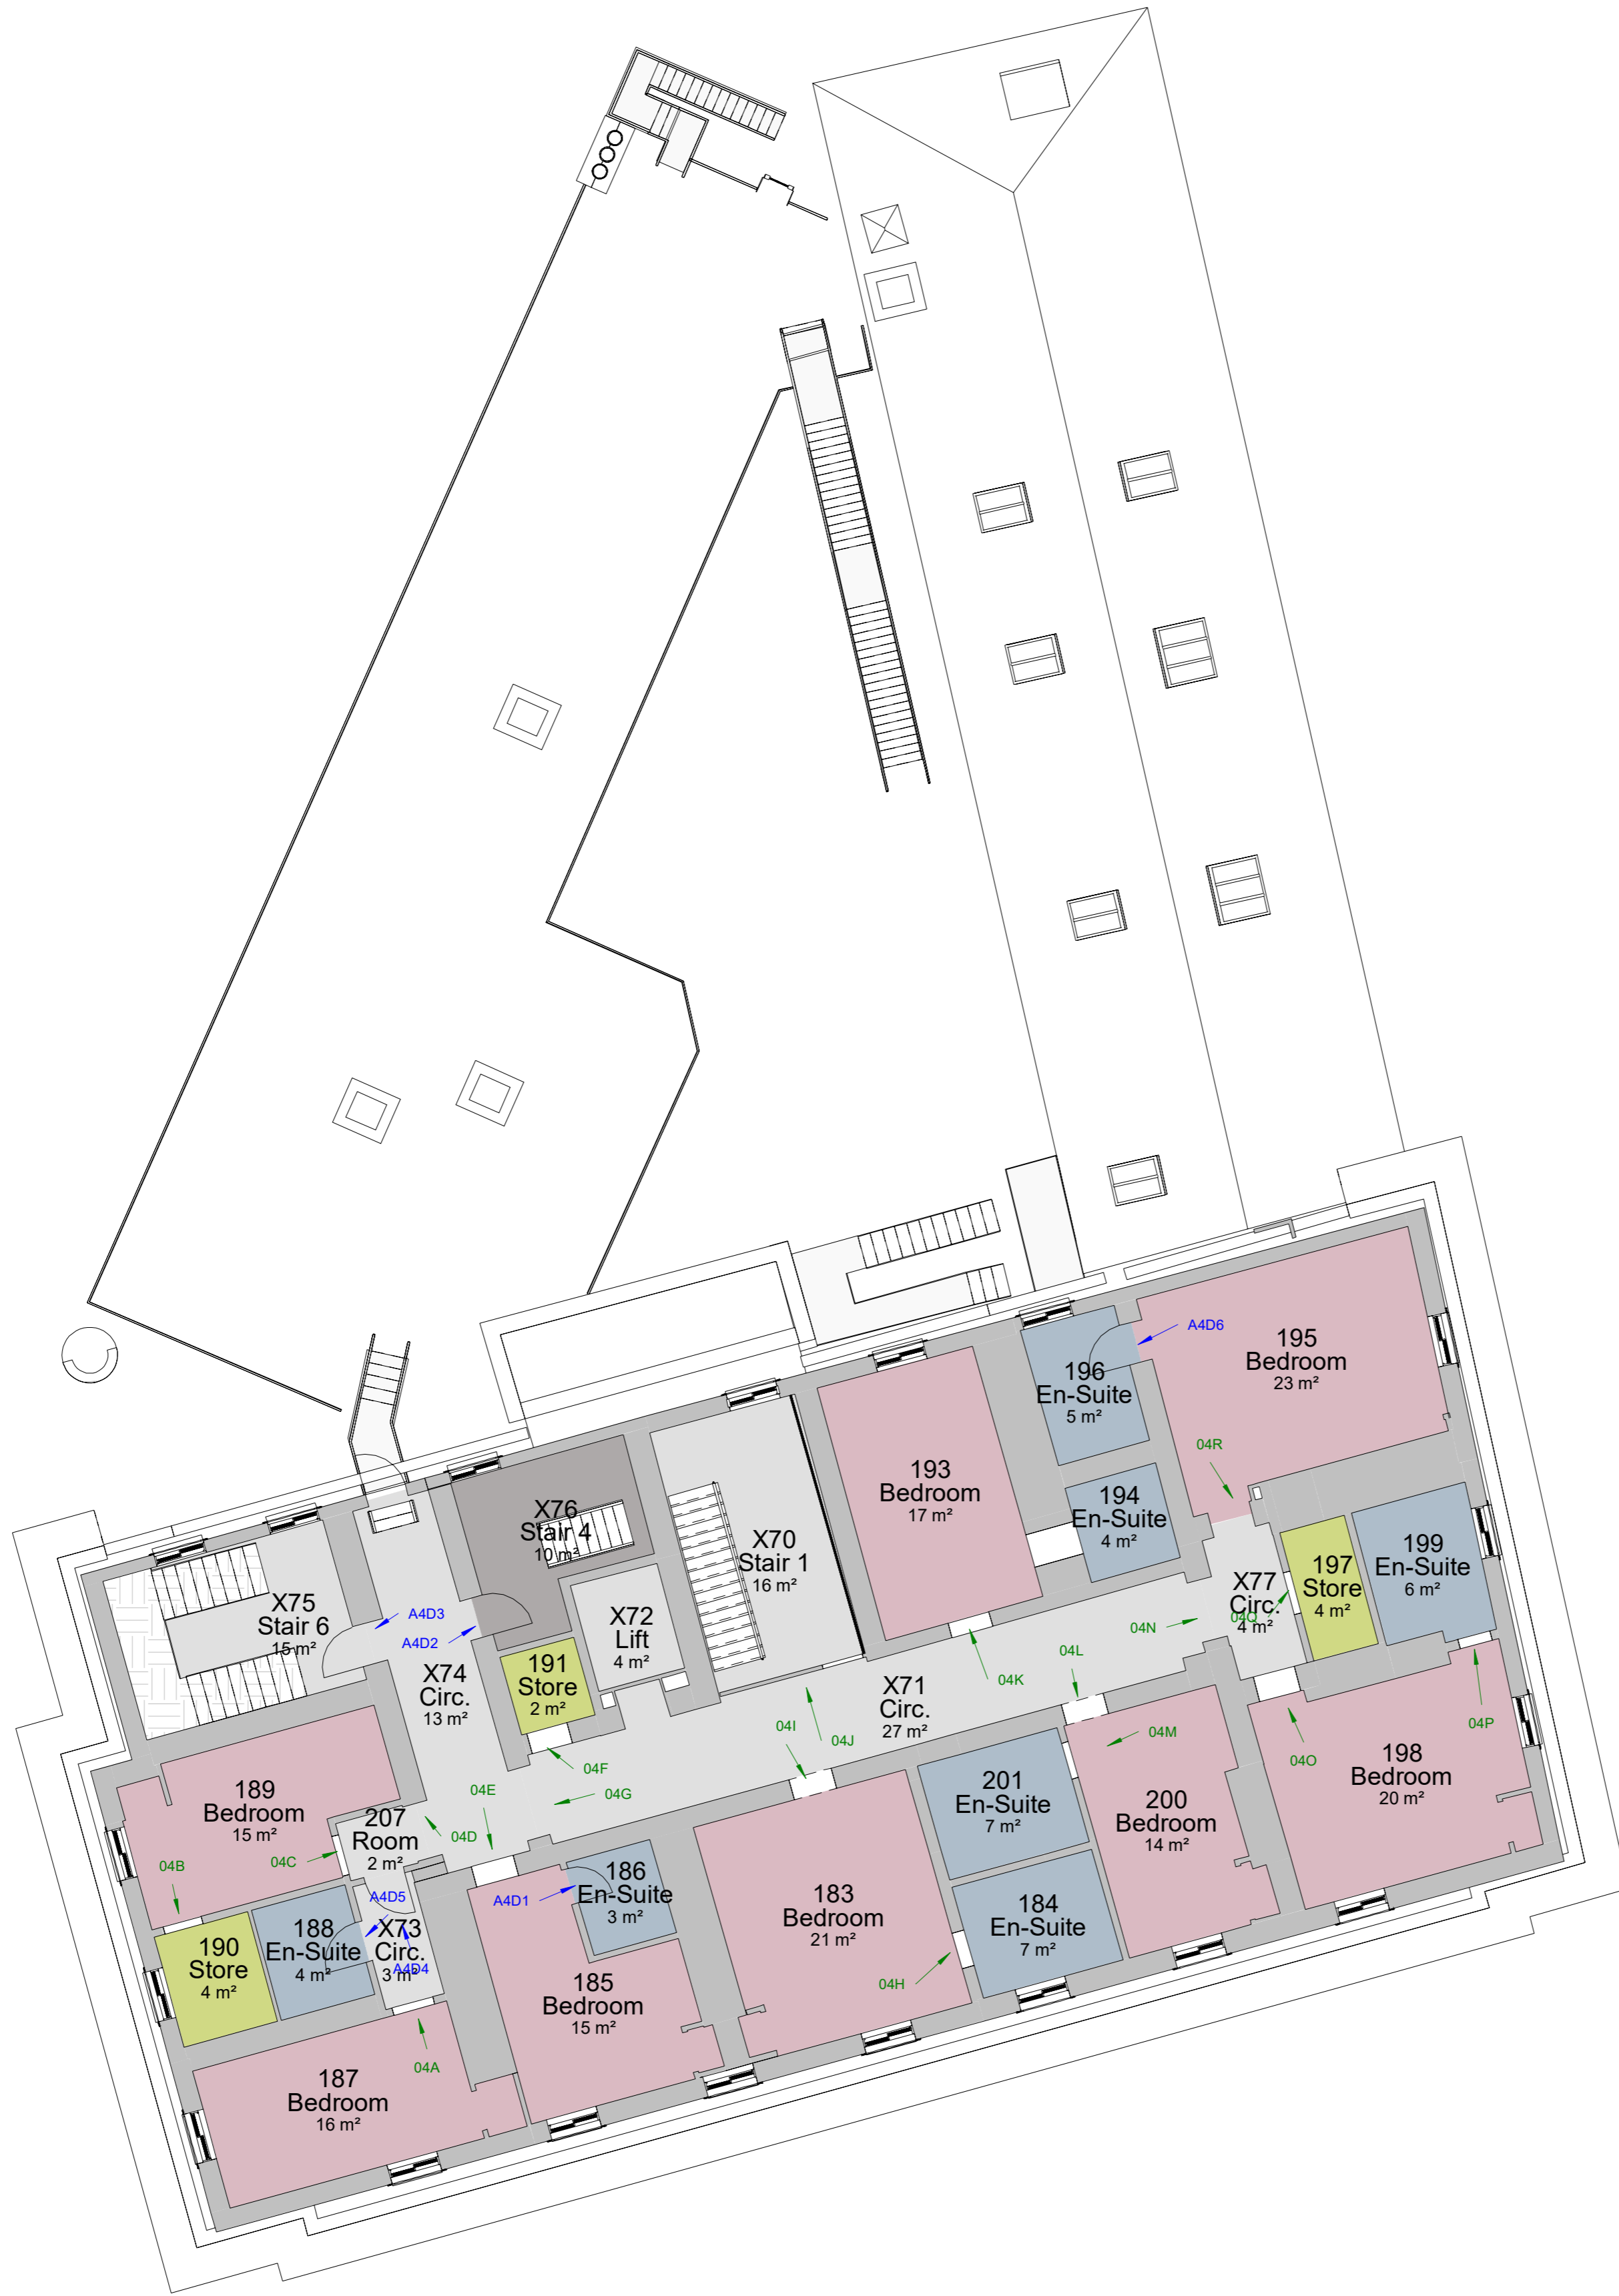 A4D6
195
Bedroom
23 m²
196
En-Suite
5 m²
04R
193
Bedroom
17 m²
194
En-Suite
4 m²
X76
Stair 4
10 m²
X70
Stair 1
16 m²
199
En-Suite
6 m²
197
Store
4 m²
X77
Circ.
4 m²
04Q
04N
X75
Stair 6
15 m²
A4D3
A4D2
X72
Lift
4 m²
191
Store
2 m²
X74
Circ.
13 m²
04L
04K
X71
Circ.
27 m²
04I
04J
04M
04P
04O
198
Bedroom
20 m²
04F
04E
04G
189
Bedroom
15 m²
207
Room
2 m²
04D
04C
04B
201
En-Suite
7 m²
200
Bedroom
14 m²
186
En-Suite
3 m²
A4D1
A4D5
183
Bedroom
21 m²
184
En-Suite
7 m²
188
En-Suite
4 m²
X73
Circ.
3 m²
A4D4
190
Store
4 m²
04H
185
Bedroom
15 m²
04A
187
Bedroom
16 m²